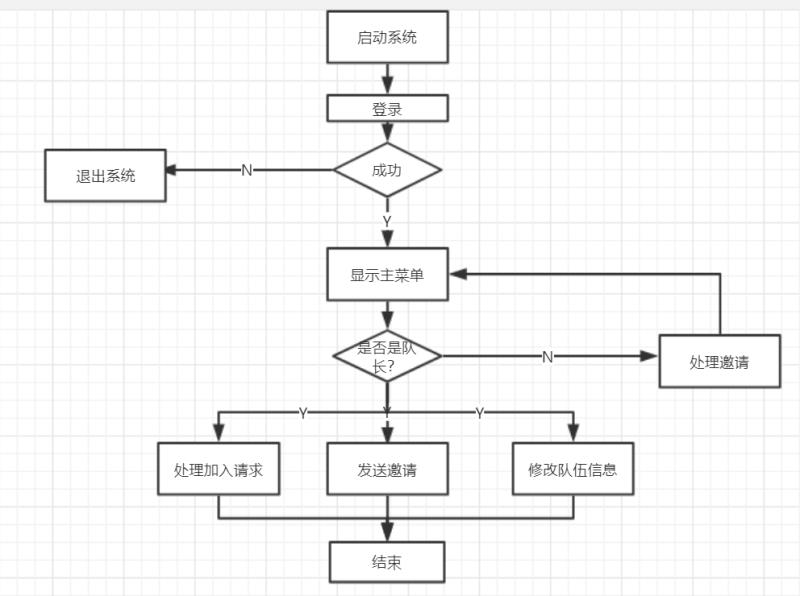 启动系统
登录
成功
N
退出系统
Y
显示主菜单
是否是队
长?
N
处理邀请
Y
Y
Y
处理加入请求
发送邀请
修改队伍信息
结束